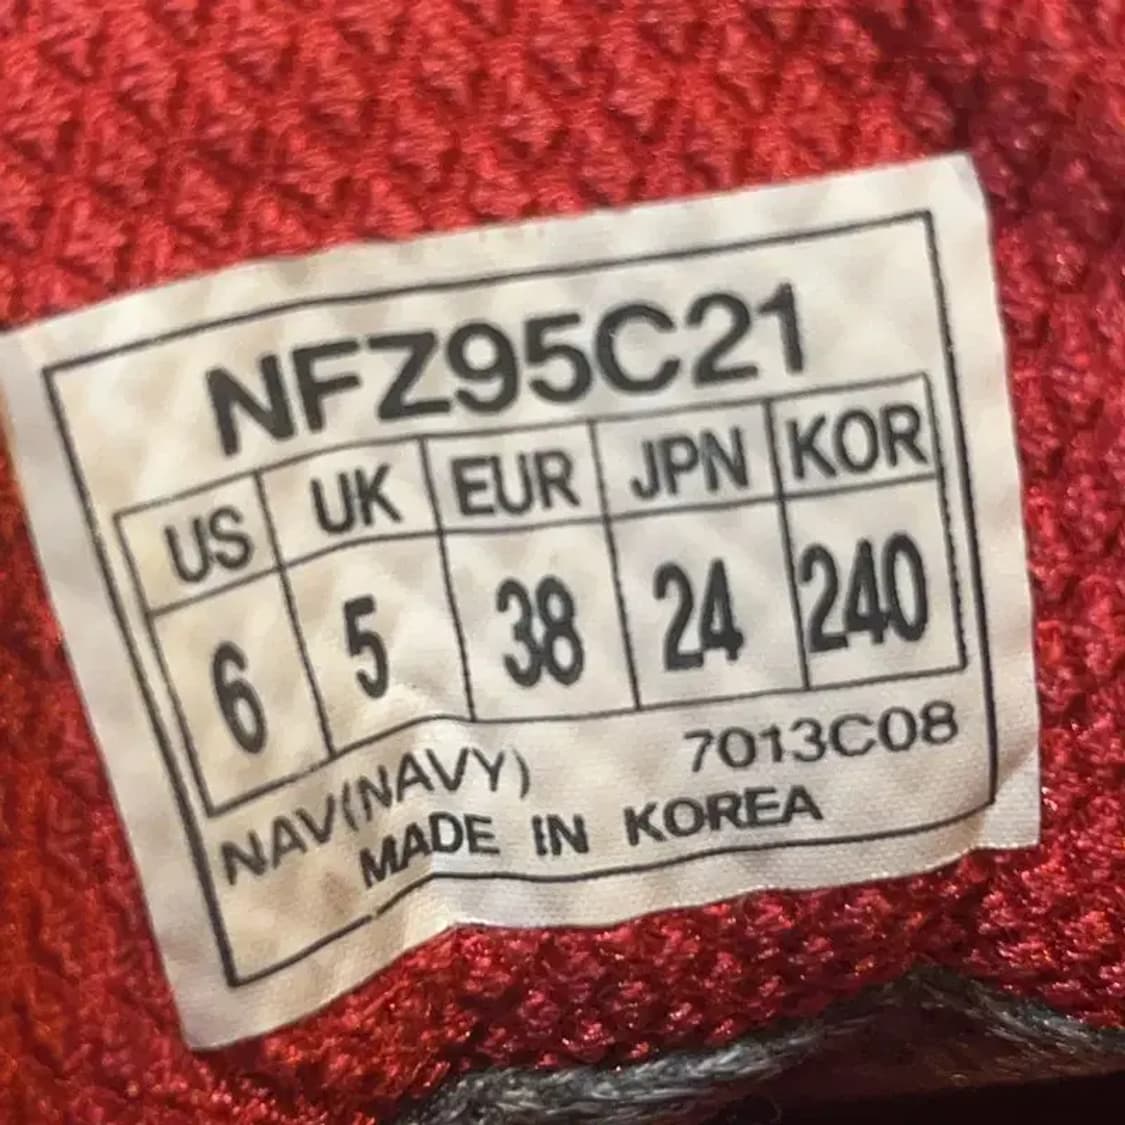 NFZ95C21
US UK EUR JPN KOR
6 5 38 24 240
NAV(NAVY) 7013C08
MADE IN KOREA